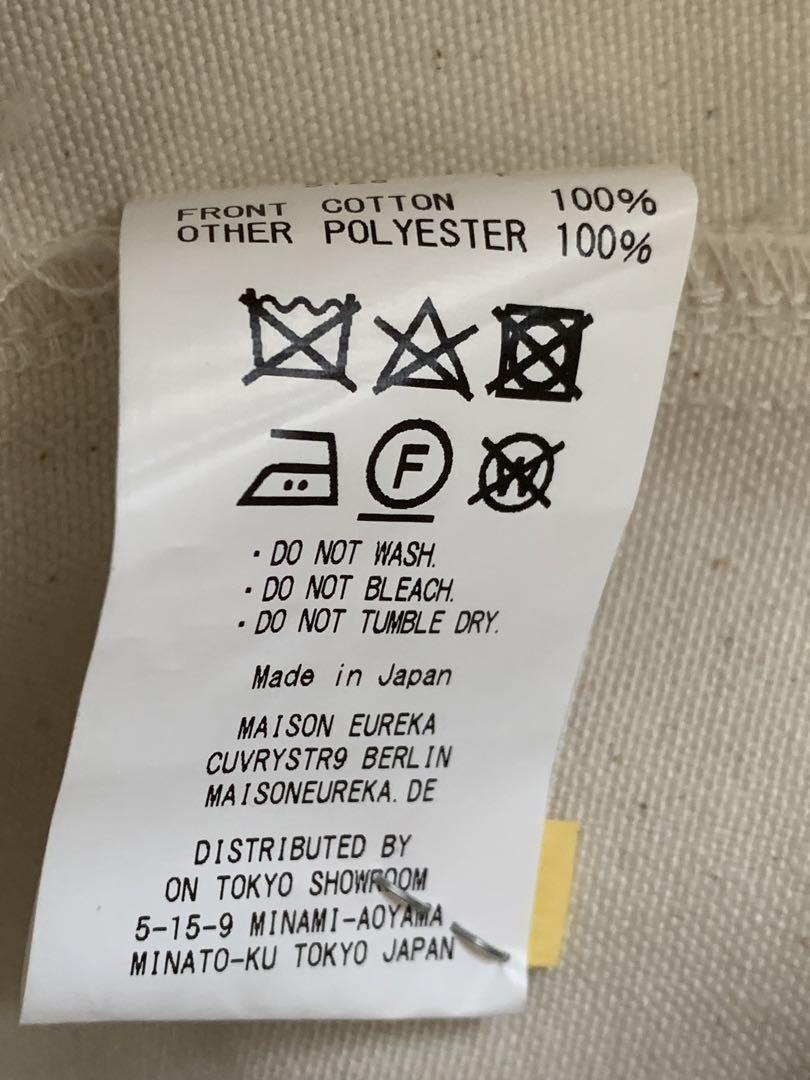 FRONT COTTON 100%
OTHER POLYESTER 100%
F
W
· DO NOT WASH.
· DO NOT BLEACH.
· DO NOT TUMBLE DRY.
Made in Japan
MAISON EUREKA
CUVRYSTR9 BERLIN
MAISONEUREKA. DE
DISTRIBUTED BY
ON TOKYO SHOWROOM
5-15-9 MINAMI-AOYAMA
MINATO-KU TOKYO JAPAN